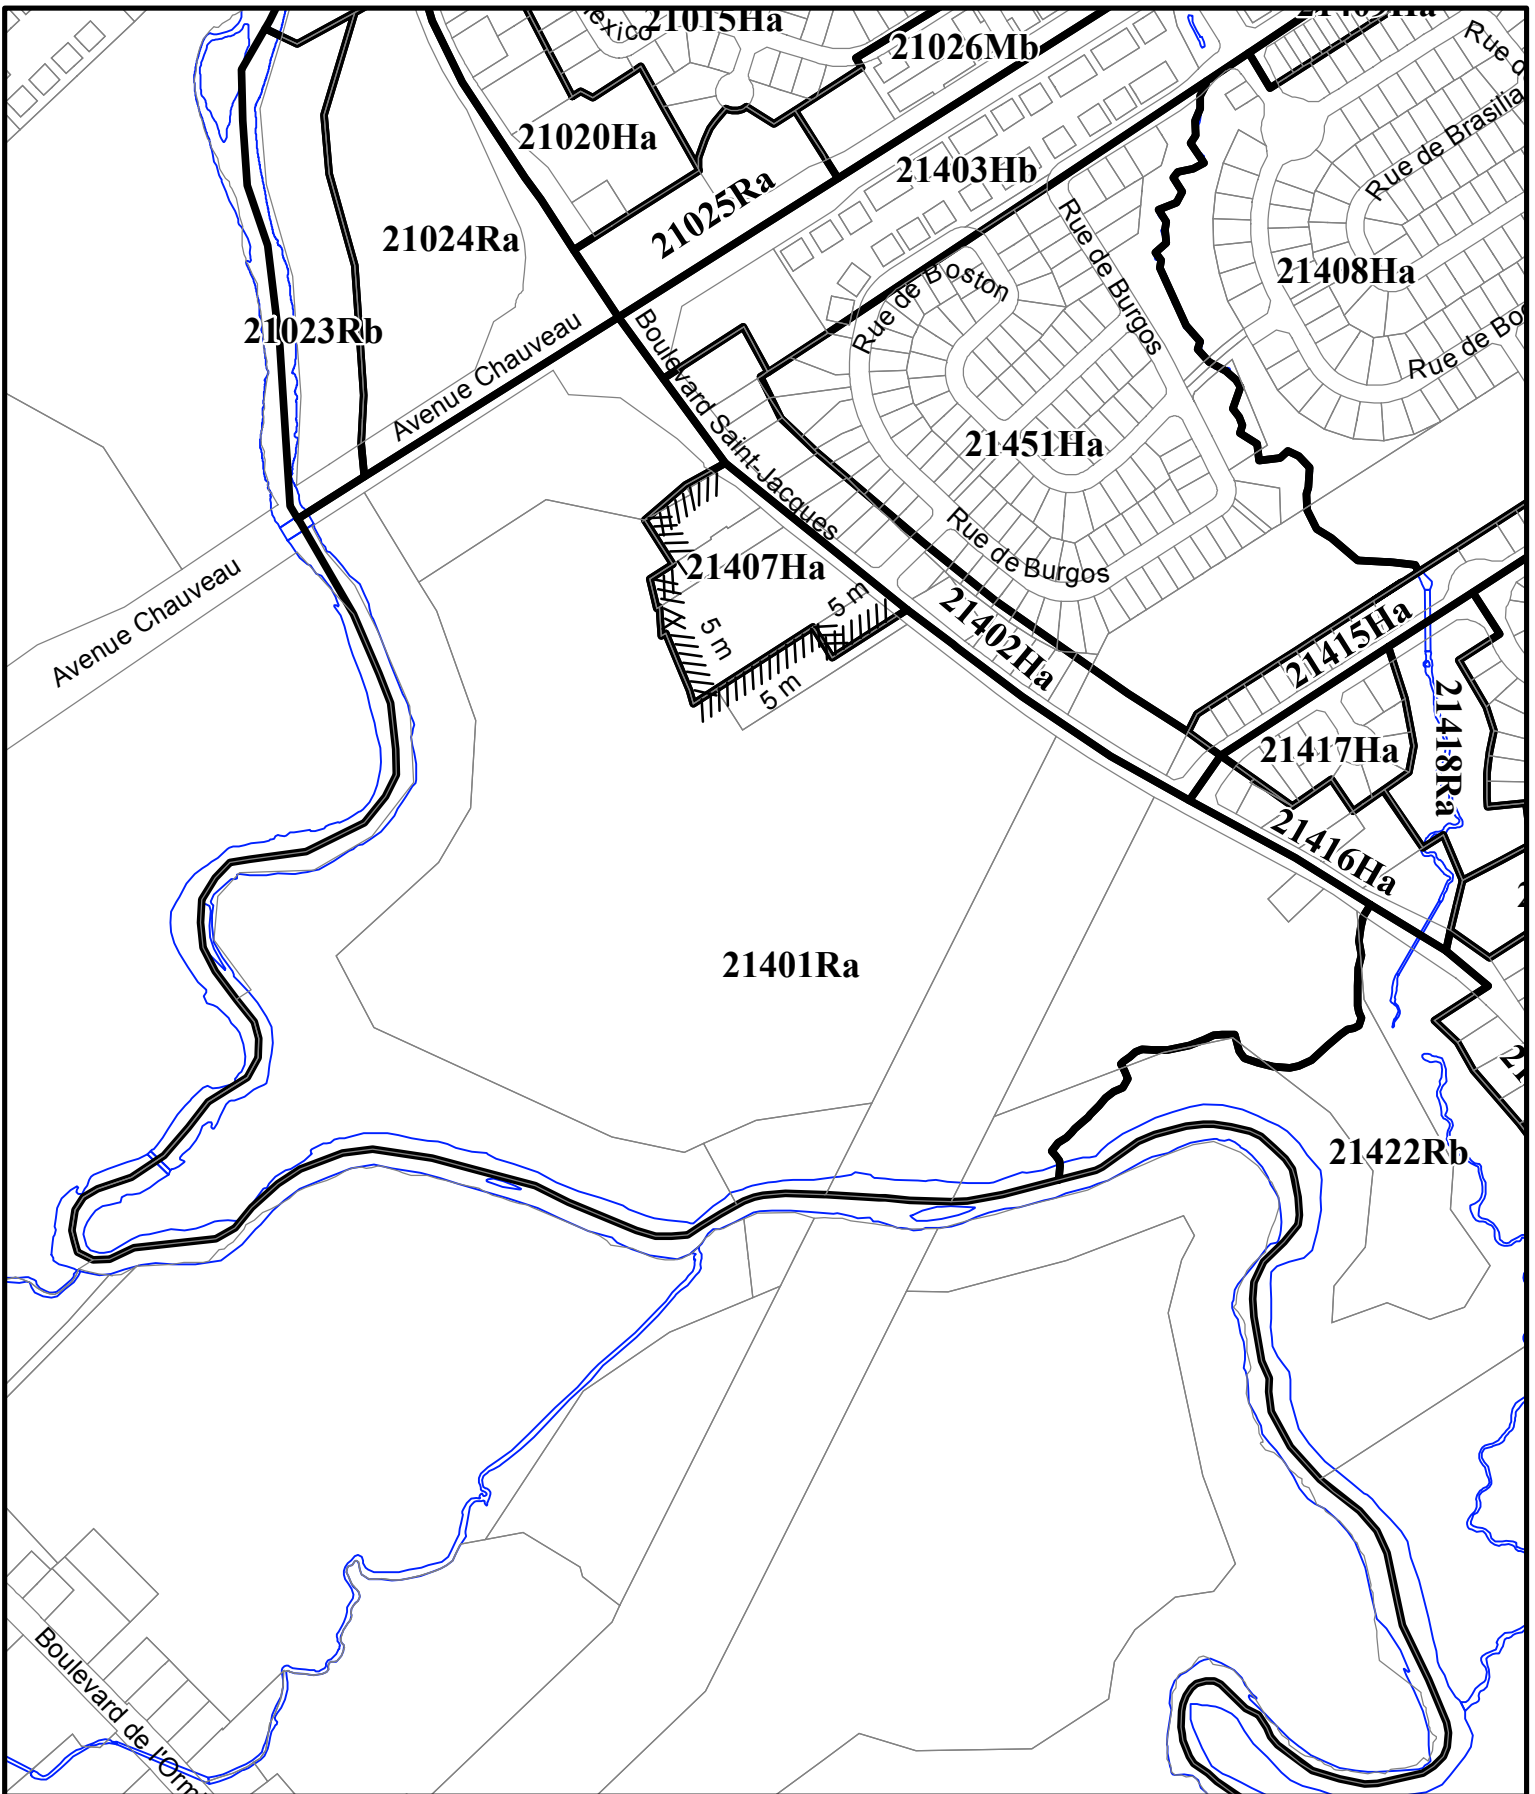 21015Ha
21026Mb
Rue de Brasilia
21020Ha
21403Hb
21025Ra
21024Ra
Rue de Burgos
21408Ha
Rue de Boston
21023Rb
Avenue Chauveau
Boulevard Saint-Jacques
21451Ha
Rue de Burgos
21407Ha
5 m
5 m
5 m
21402Ha
Avenue Chauveau
21415Ha
21417Ha
21418Ra
21416Ha
21401Ra
21422Rb
Boulevard de